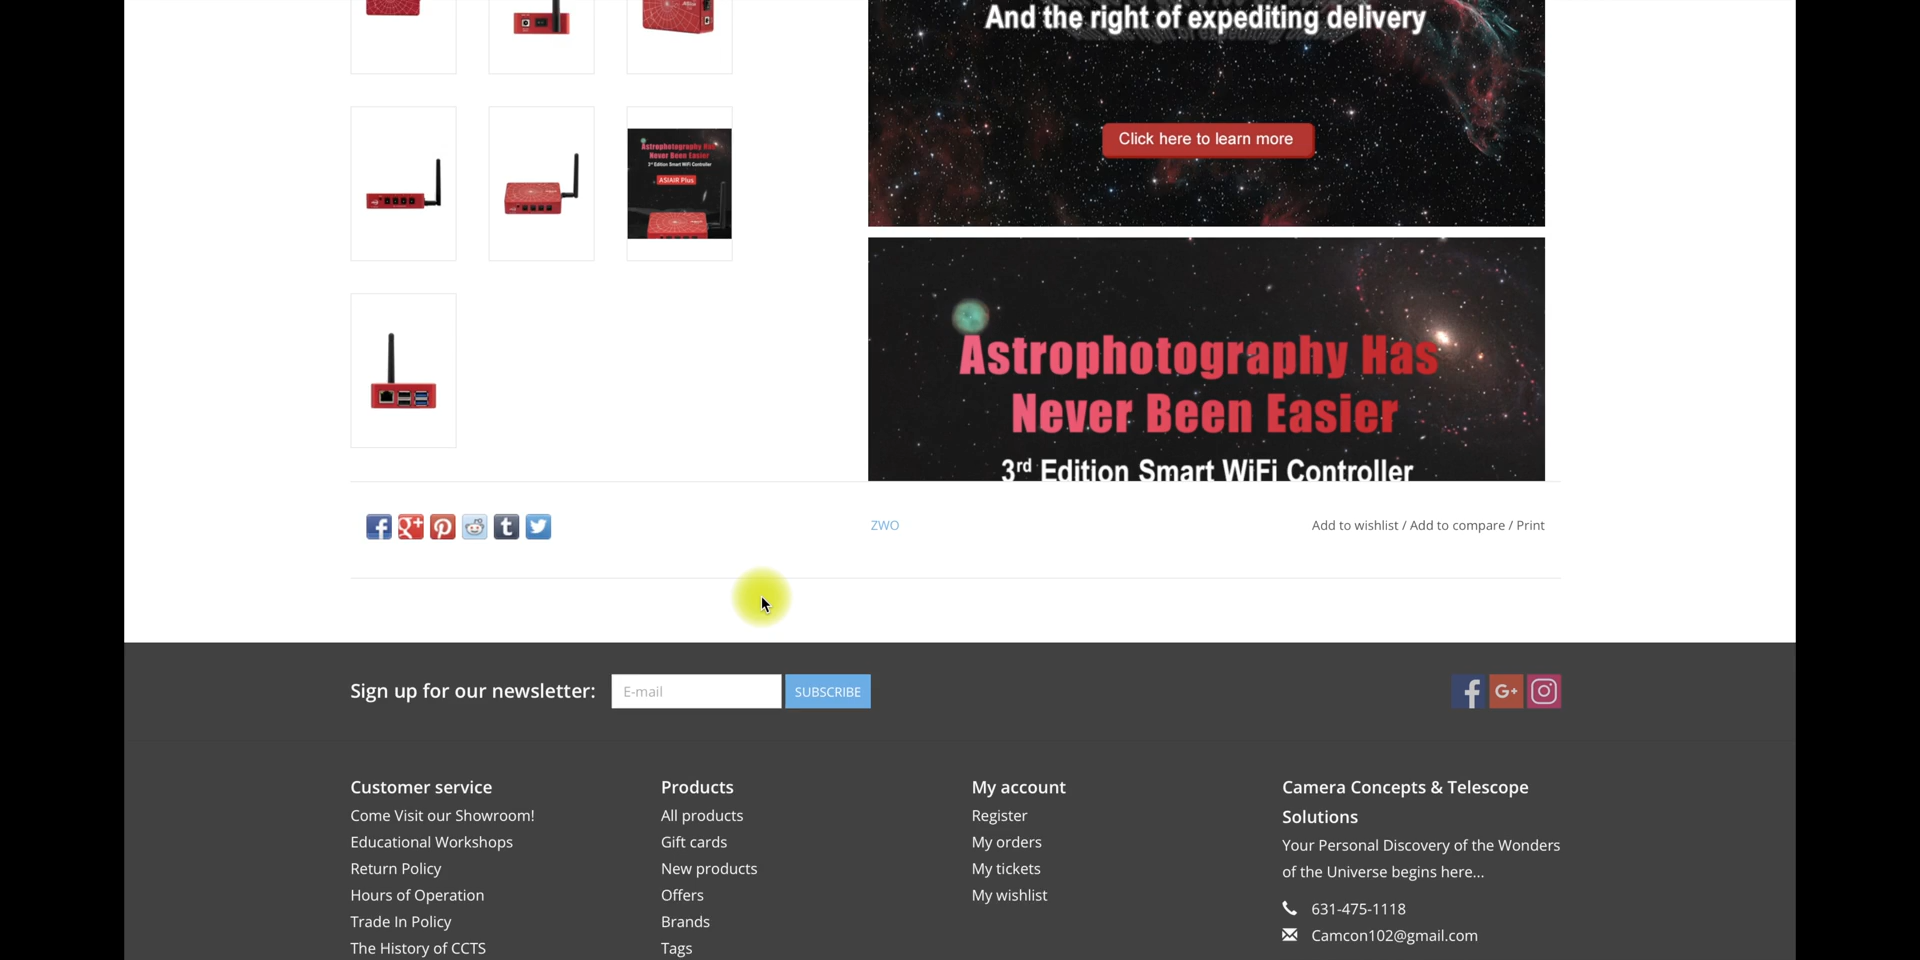 And the right of expediting delivery
Click here to learn more
Astrophotography Has
Never Been Easier
3rd Edition Smart WiFi Controller
ASIAIR Plus
Astrophotography Has
Never Been Easier
3rd Edition Smart WiFi Controller
ZWO
Add to wishlist / Add to compare / Print
Sign up for our newsletter:
E-mail
SUBSCRIBE
Customer service
Come Visit our Showroom!
Educational Workshops
Return Policy
Hours of Operation
Trade In Policy
The History of CCTS
Products
All products
Gift cards
New products
Offers
Brands
Tags
My account
Register
My orders
My tickets
My wishlist
Camera Concepts & Telescope
Solutions
Your Personal Discovery of the Wonders
of the Universe begins here...
631-475-1118
Camcon102@gmail.com